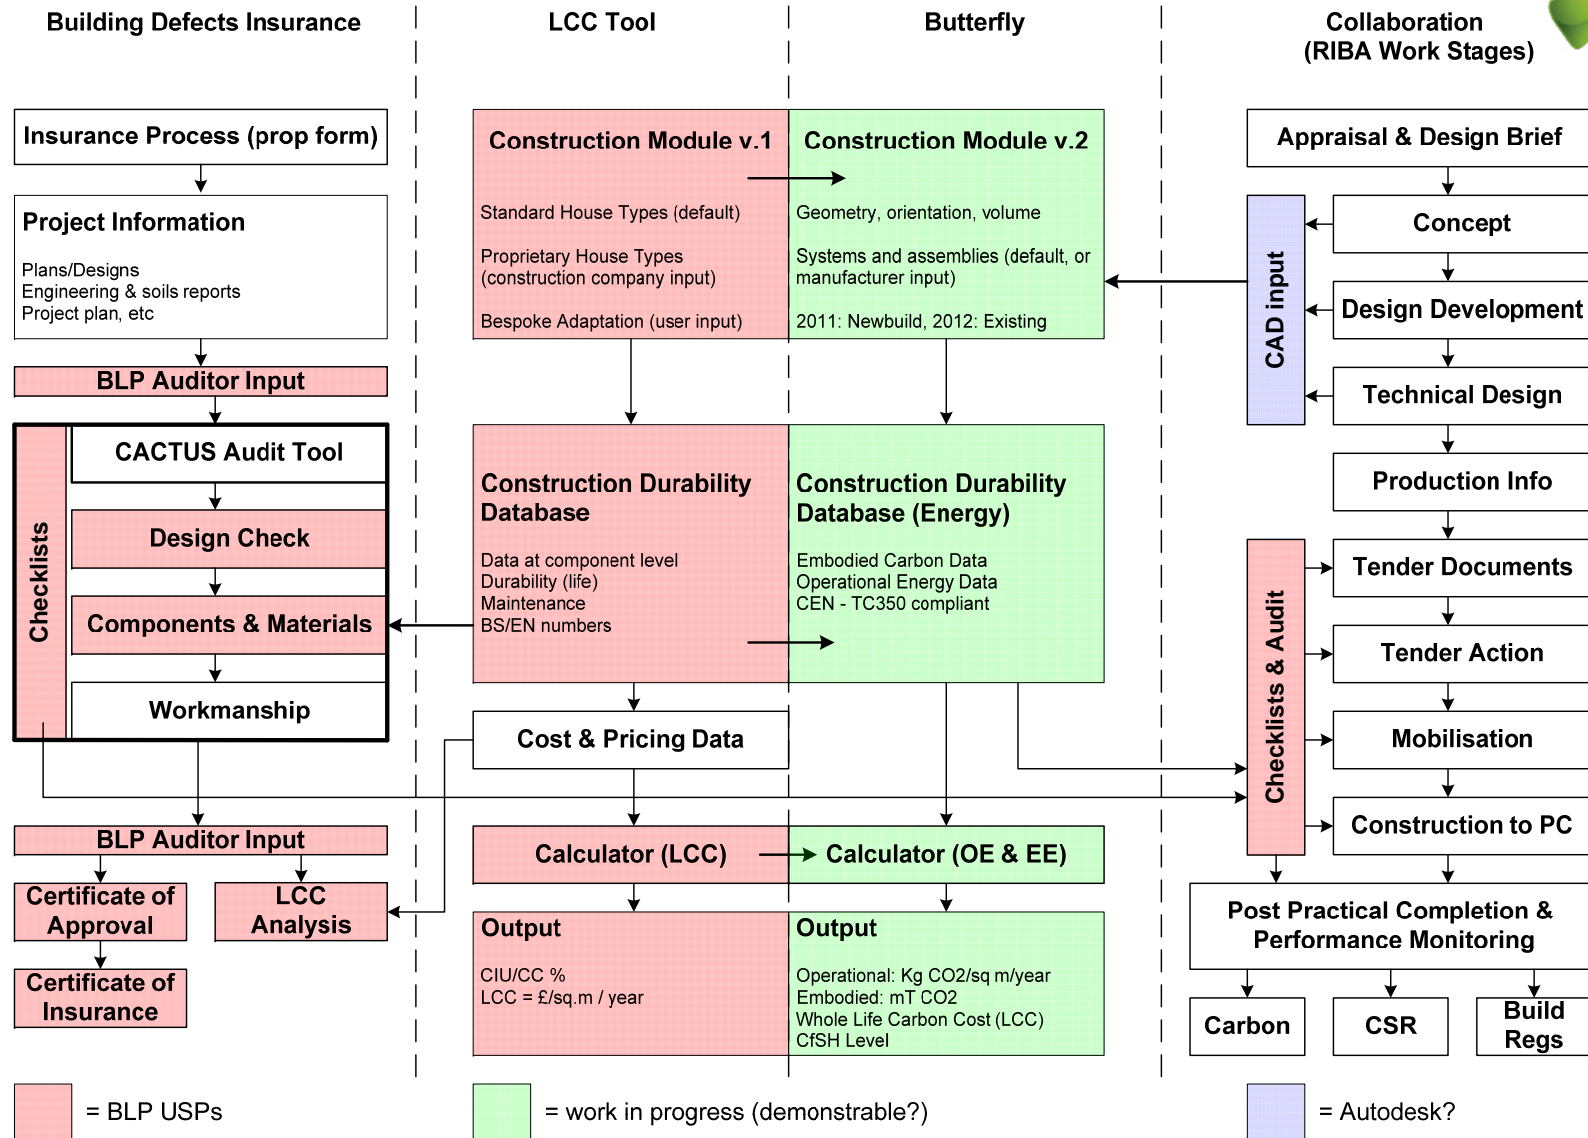 Building Defects Insurance
LCC Tool
Butterfly
Collaboration
(RIBA Work Stages)
Insurance Process (prop form)
Project Information
Plans/Designs
Engineering & soils reports
Project plan, etc
BLP Auditor Input
Checklists
CACTUS Audit Tool
Design Check
Components & Materials
Workmanship
BLP Auditor Input
Certificate of
Approval
LCC
Analysis
Certificate of
Insurance
Construction Module v.1
Standard House Types (default)
Proprietary House Types
(construction company input)
Bespoke Adaptation (user input)
Construction Durability
Database
Data at component level
Durability (life)
Maintenance
BS/EN numbers
Cost & Pricing Data
Calculator (LCC)
Output
CIU/CC %
LCC = £/sq.m / year
Construction Module v.2
Geometry, orientation, volume
Systems and assemblies (default, or
manufacturer input)
2011: Newbuild, 2012: Existing
Construction Durability
Database (Energy)
Embodied Carbon Data
Operational Energy Data
CEN - TC350 compliant
Calculator (OE & EE)
Output
Operational: Kg CO2/sq m/year
Embodied: mT CO2
Whole Life Carbon Cost (LCC)
CfSH Level
Appraisal & Design Brief
CAD input
Concept
Design Development
Technical Design
Production Info
Checklists & Audit
Tender Documents
Tender Action
Mobilisation
Construction to PC
Post Practical Completion &
Performance Monitoring
Carbon
CSR
Build
Regs
= BLP USPs
= work in progress (demonstrable?)
= Autodesk?